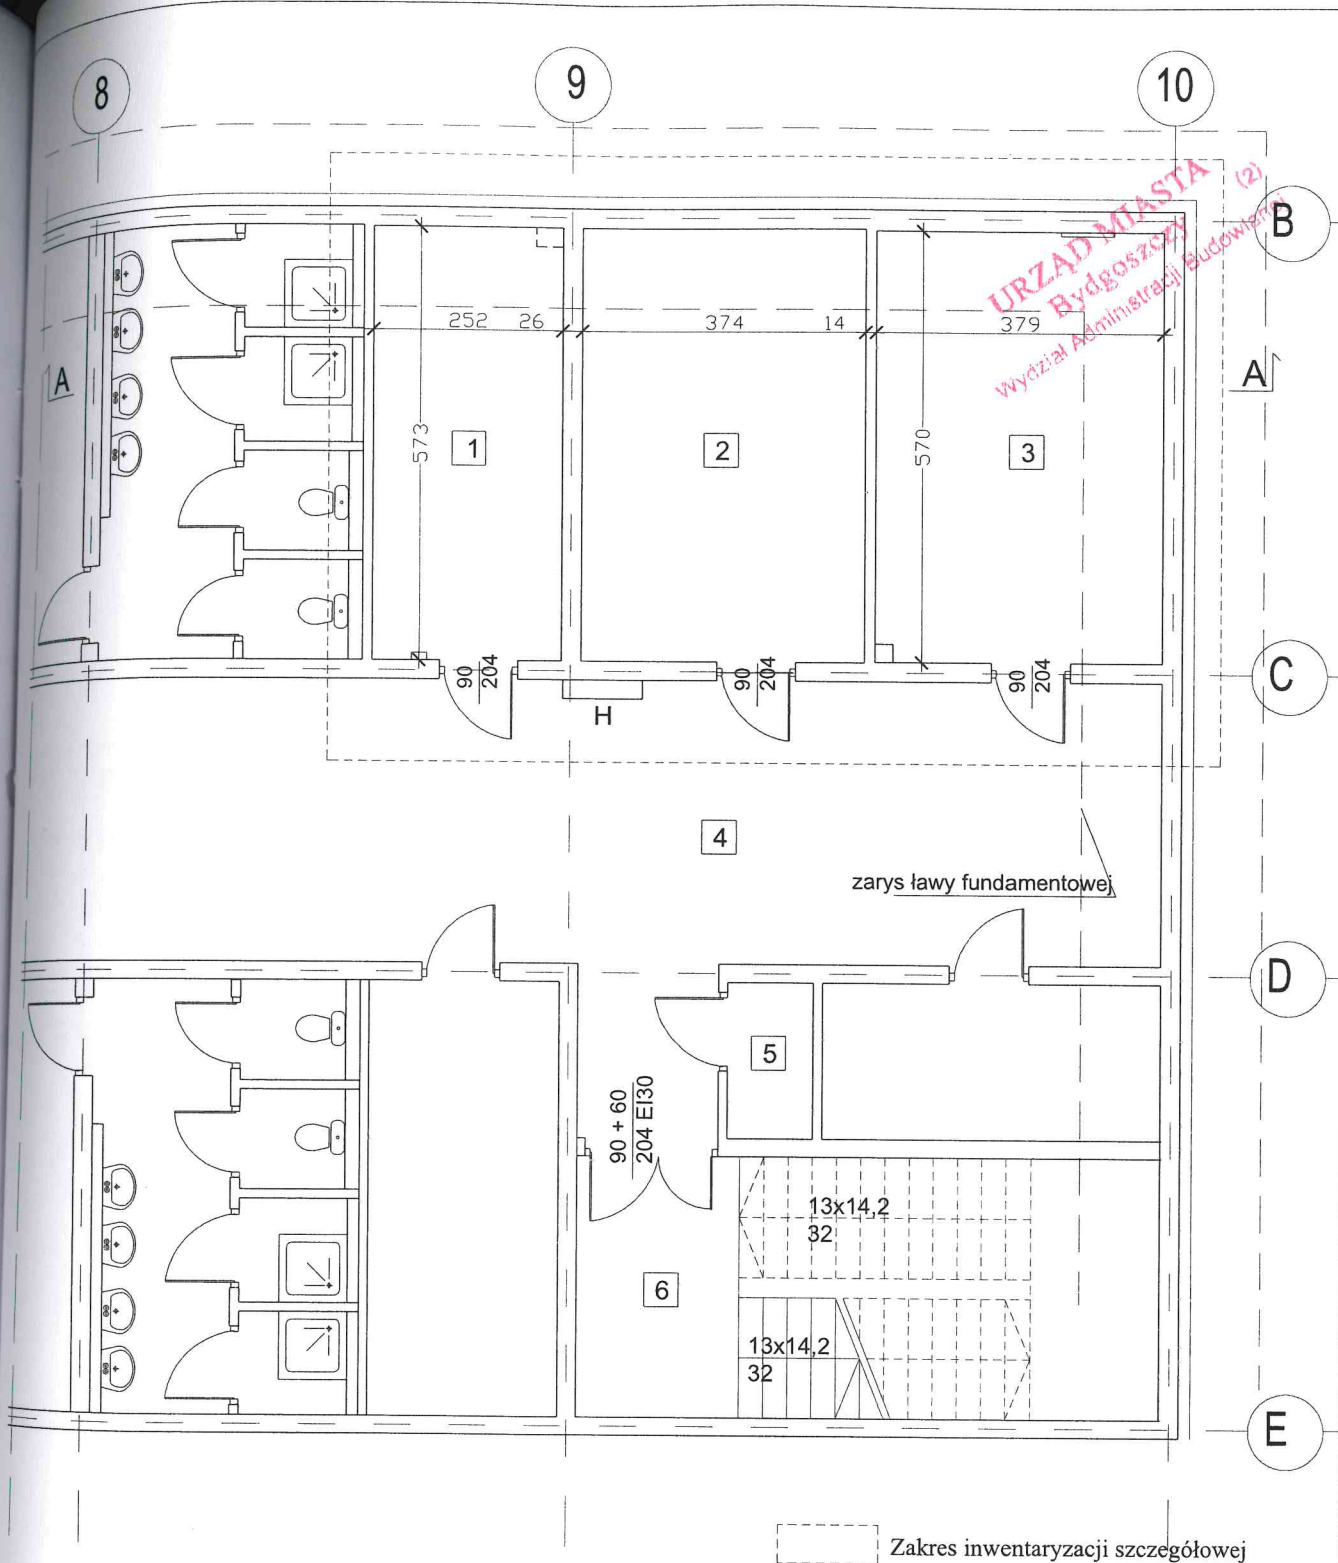 8
9
10
URZĄD MIASTA (2)
Bydgoszczy
Wydział Administracji Budowlanej
B
252
26
374
14
379
A
A
573
1
2
570
3
90
204
90
204
90
204
H
C
4
zarys ławy fundamentowej
D
5
90 + 60
204 EI30
13x14,2
32
6
13x14,2
32
E
Zakres inwentaryzacji szczegółowej